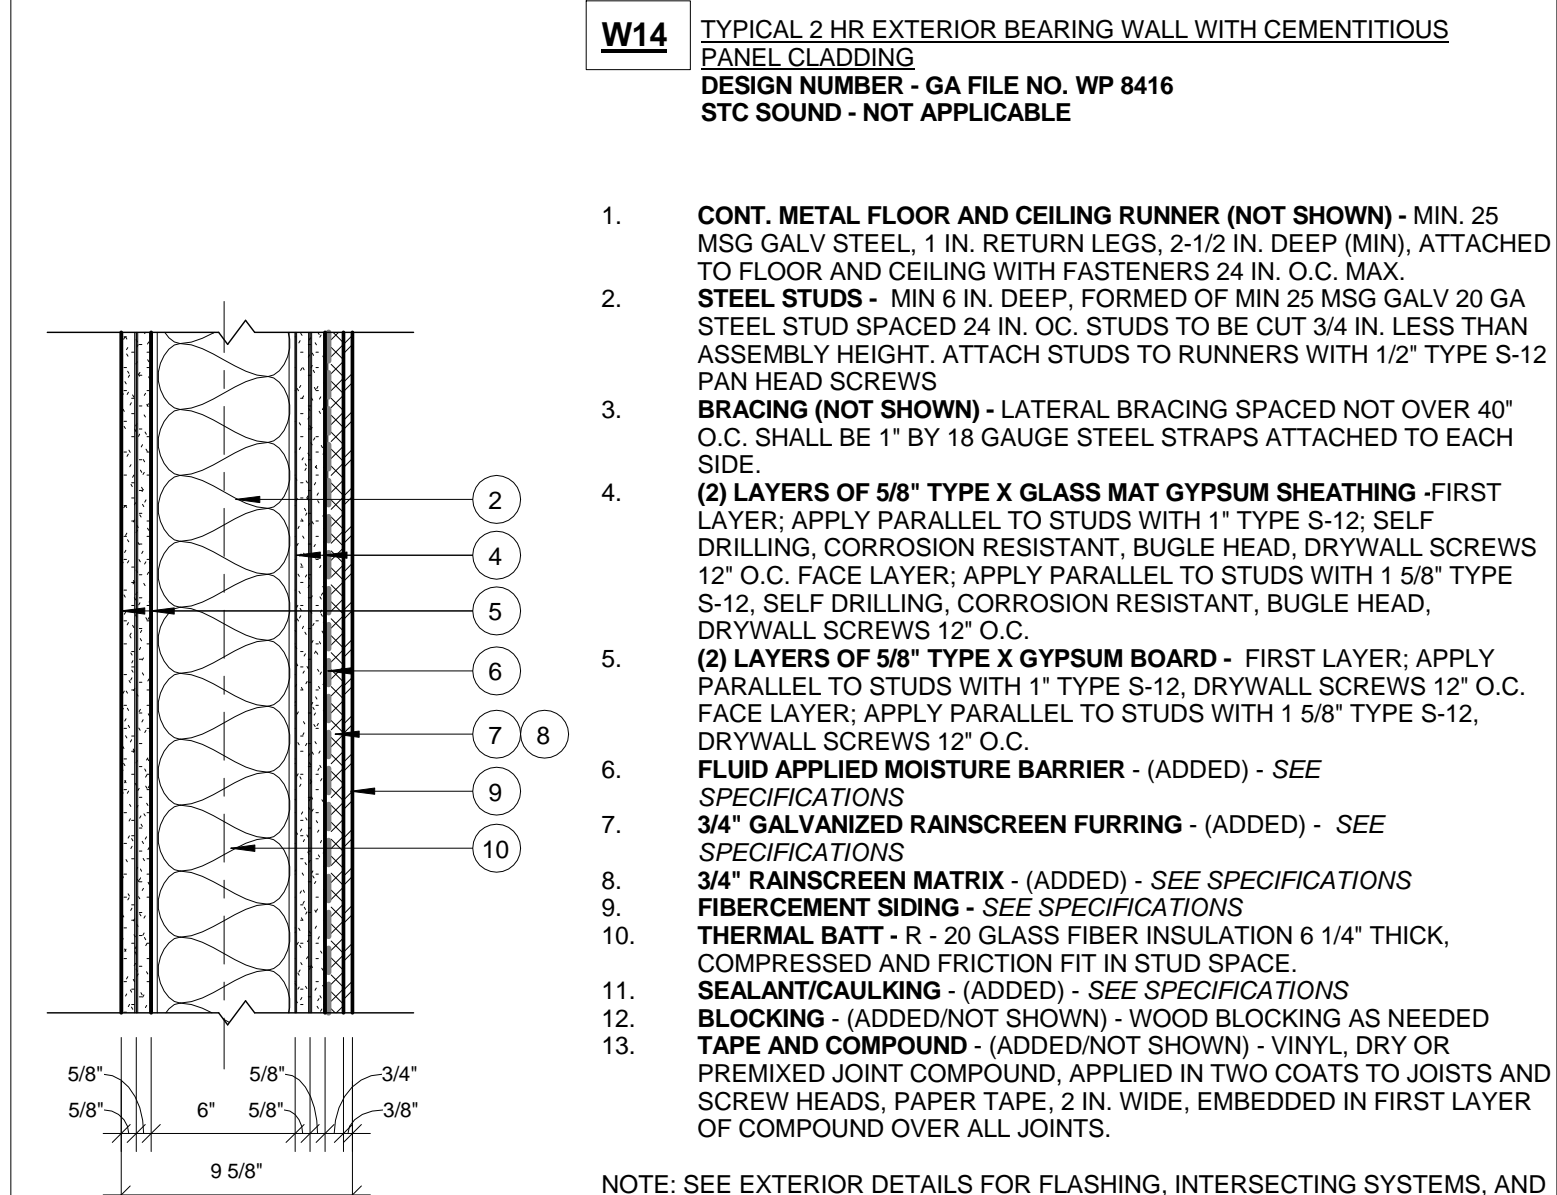 W14
TYPICAL 2 HR EXTERIOR BEARING WALL WITH CEMENTITIOUS
PANEL CLADDING
DESIGN NUMBER - GA FILE NO. WP 8416
STC SOUND - NOT APPLICABLE
1. CONT. METAL FLOOR AND CEILING RUNNER (NOT SHOWN) - MIN. 25
MSG GALV STEEL, 1 IN. RETURN LEGS, 2-1/2 IN. DEEP (MIN), ATTACHED
TO FLOOR AND CEILING WITH FASTENERS 24 IN. O.C. MAX.
2. STEEL STUDS - MIN 6 IN. DEEP, FORMED OF MIN 25 MSG GALV 20 GA
STEEL STUD SPACED 24 IN. OC. STUDS TO BE CUT 3/4 IN. LESS THAN
ASSEMBLY HEIGHT. ATTACH STUDS TO RUNNERS WITH 1/2" TYPE S-12
PAN HEAD SCREWS
3. BRACING (NOT SHOWN) - LATERAL BRACING SPACED NOT OVER 40"
O.C. SHALL BE 1" BY 18 GAUGE STEEL STRAPS ATTACHED TO EACH
SIDE.
4. (2) LAYERS OF 5/8" TYPE X GLASS MAT GYPSUM SHEATHING -FIRST
LAYER; APPLY PARALLEL TO STUDS WITH 1" TYPE S-12; SELF
DRILLING, CORROSION RESISTANT, BUGLE HEAD, DRYWALL SCREWS
12" O.C. FACE LAYER; APPLY PARALLEL TO STUDS WITH 1 5/8" TYPE
S-12, SELF DRILLING, CORROSION RESISTANT, BUGLE HEAD,
DRYWALL SCREWS 12" O.C.
5. (2) LAYERS OF 5/8" TYPE X GYPSUM BOARD - FIRST LAYER; APPLY
PARALLEL TO STUDS WITH 1" TYPE S-12, DRYWALL SCREWS 12" O.C.
FACE LAYER; APPLY PARALLEL TO STUDS WITH 1 5/8" TYPE S-12,
DRYWALL SCREWS 12" O.C.
6. FLUID APPLIED MOISTURE BARRIER - (ADDED) - SEE
SPECIFICATIONS
7. 3/4" GALVANIZED RAINSCREEN FURRING - (ADDED) - SEE
SPECIFICATIONS
8. 3/4" RAINSCREEN MATRIX - (ADDED) - SEE SPECIFICATIONS
9. FIBERCEMENT SIDING - SEE SPECIFICATIONS
10. THERMAL BATT - R - 20 GLASS FIBER INSULATION 6 1/4" THICK,
COMPRESSED AND FRICTION FIT IN STUD SPACE.
11. SEALANT/CAULKING - (ADDED) - SEE SPECIFICATIONS
12. BLOCKING - (ADDED/NOT SHOWN) - WOOD BLOCKING AS NEEDED
13. TAPE AND COMPOUND - (ADDED/NOT SHOWN) - VINYL, DRY OR
PREMIXED JOINT COMPOUND, APPLIED IN TWO COATS TO JOISTS AND
SCREW HEADS, PAPER TAPE, 2 IN. WIDE, EMBEDDED IN FIRST LAYER
OF COMPOUND OVER ALL JOINTS.
NOTE: SEE EXTERIOR DETAILS FOR FLASHING, INTERSECTING SYSTEMS, AND
2
4
5
6
7 8
9
10
5/8" 5/8" 3/4"
5/8" 6" 5/8" 3/8"
9 5/8"